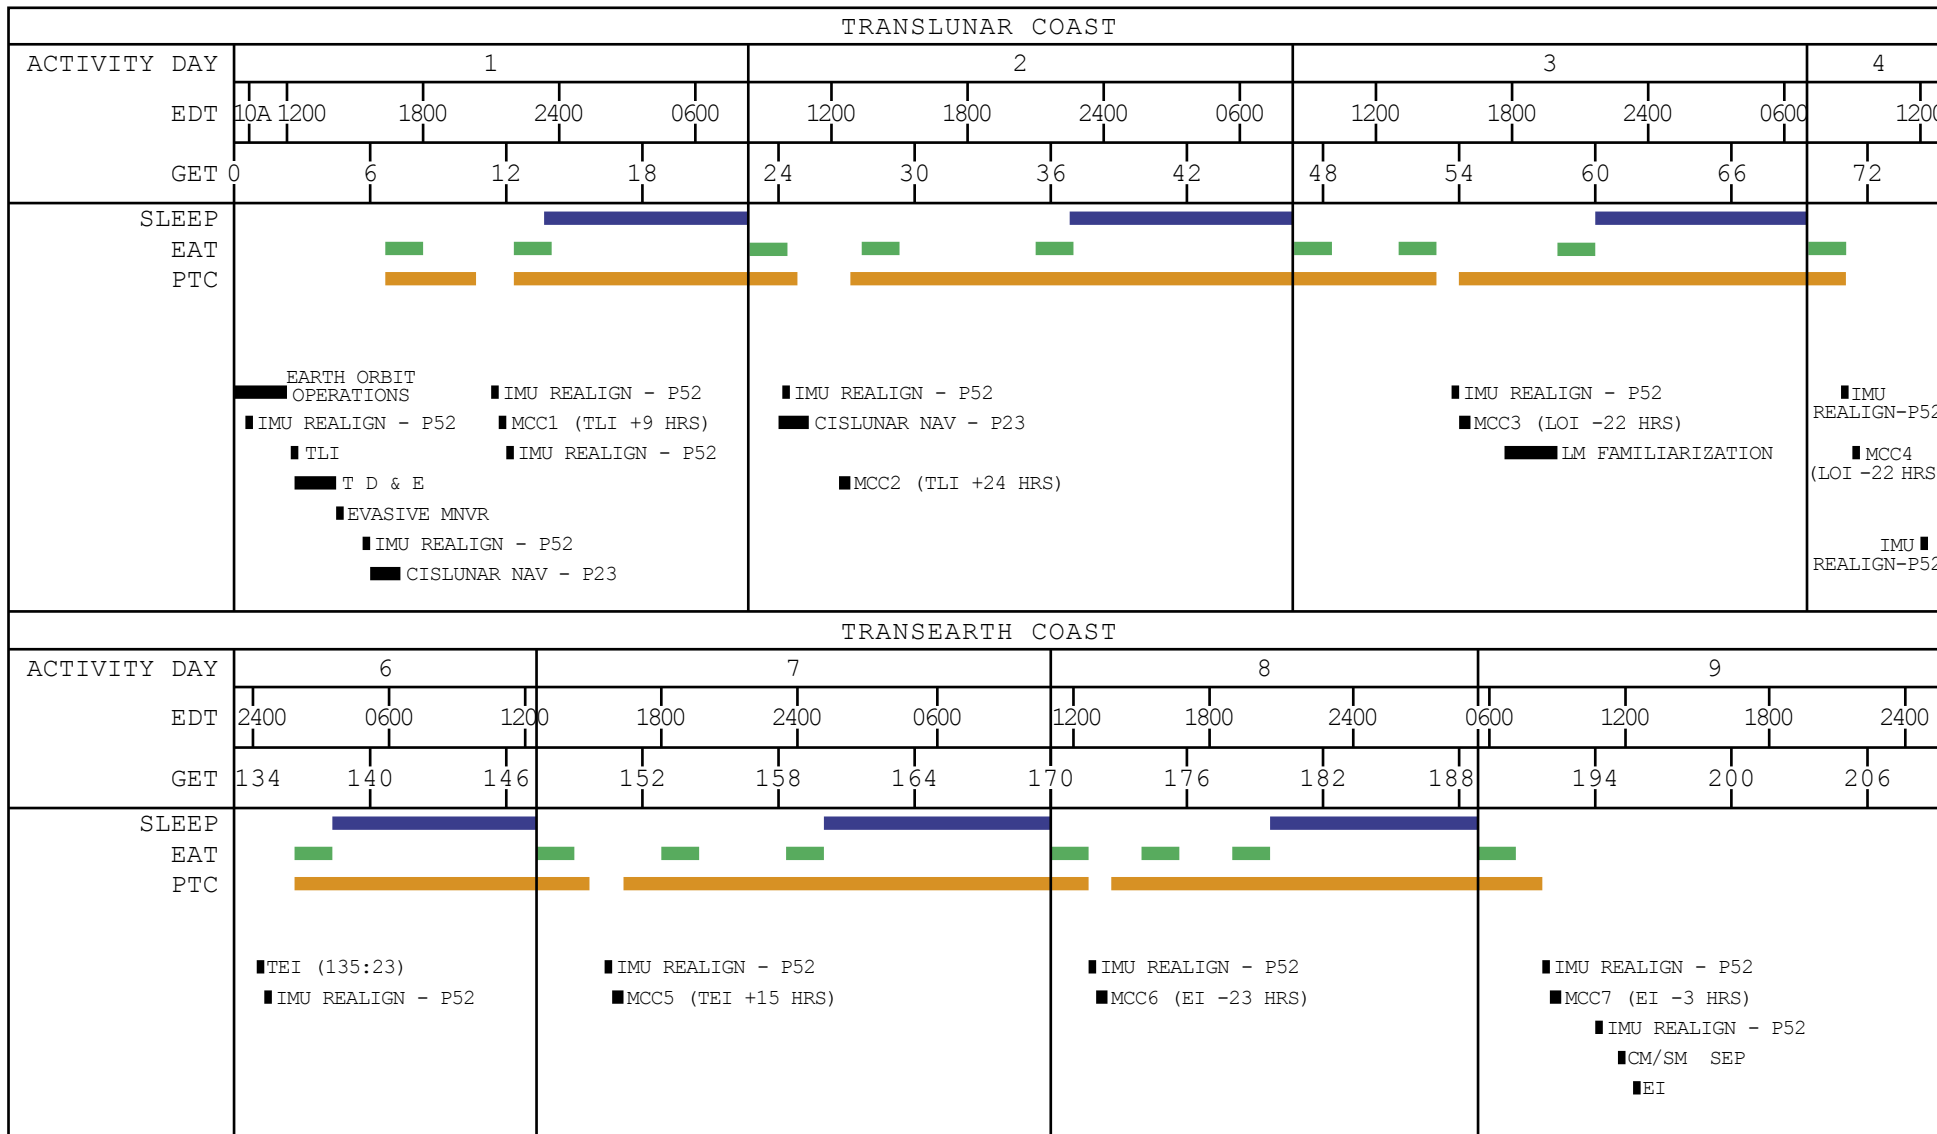 TRANSLUNAR COAST
ACTIVITY DAY 1 2 3 4
EDT 10A 1200 1800 2400 0600 1200 1800 2400 0600 1200 1800 2400 0600 1200
GET 0 6 12 18 24 30 36 42 48 54 60 66 72
SLEEP
EAT
PTC
EARTH ORBIT
OPERATIONS
IMU REALIGN - P52
TLI
T D & E
EVASIVE MNVR
IMU REALIGN - P52
CISLUNAR NAV - P23
IMU REALIGN - P52
MCC1 (TLI +9 HRS)
IMU REALIGN - P52
IMU REALIGN - P52
CISLUNAR NAV - P23
MCC2 (TLI +24 HRS)
IMU REALIGN - P52
MCC3 (LOI -22 HRS)
LM FAMILIARIZATION
IMU
REALIGN-P52
MCC4
(LOI -22 HRS
IMU
REALIGN-P52
TRANSEARTH COAST
ACTIVITY DAY 6 7 8 9
EDT 2400 0600 1200 1800 2400 0600 1200 1800 2400 0600 1200 1800 2400
GET 134 140 146 152 158 164 170 176 182 188 194 200 206
SLEEP
EAT
PTC
TEI (135:23)
IMU REALIGN - P52
IMU REALIGN - P52
MCC5 (TEI +15 HRS)
IMU REALIGN - P52
MCC6 (EI -23 HRS)
IMU REALIGN - P52
MCC7 (EI -3 HRS)
IMU REALIGN - P52
CM/SM SEP
EI